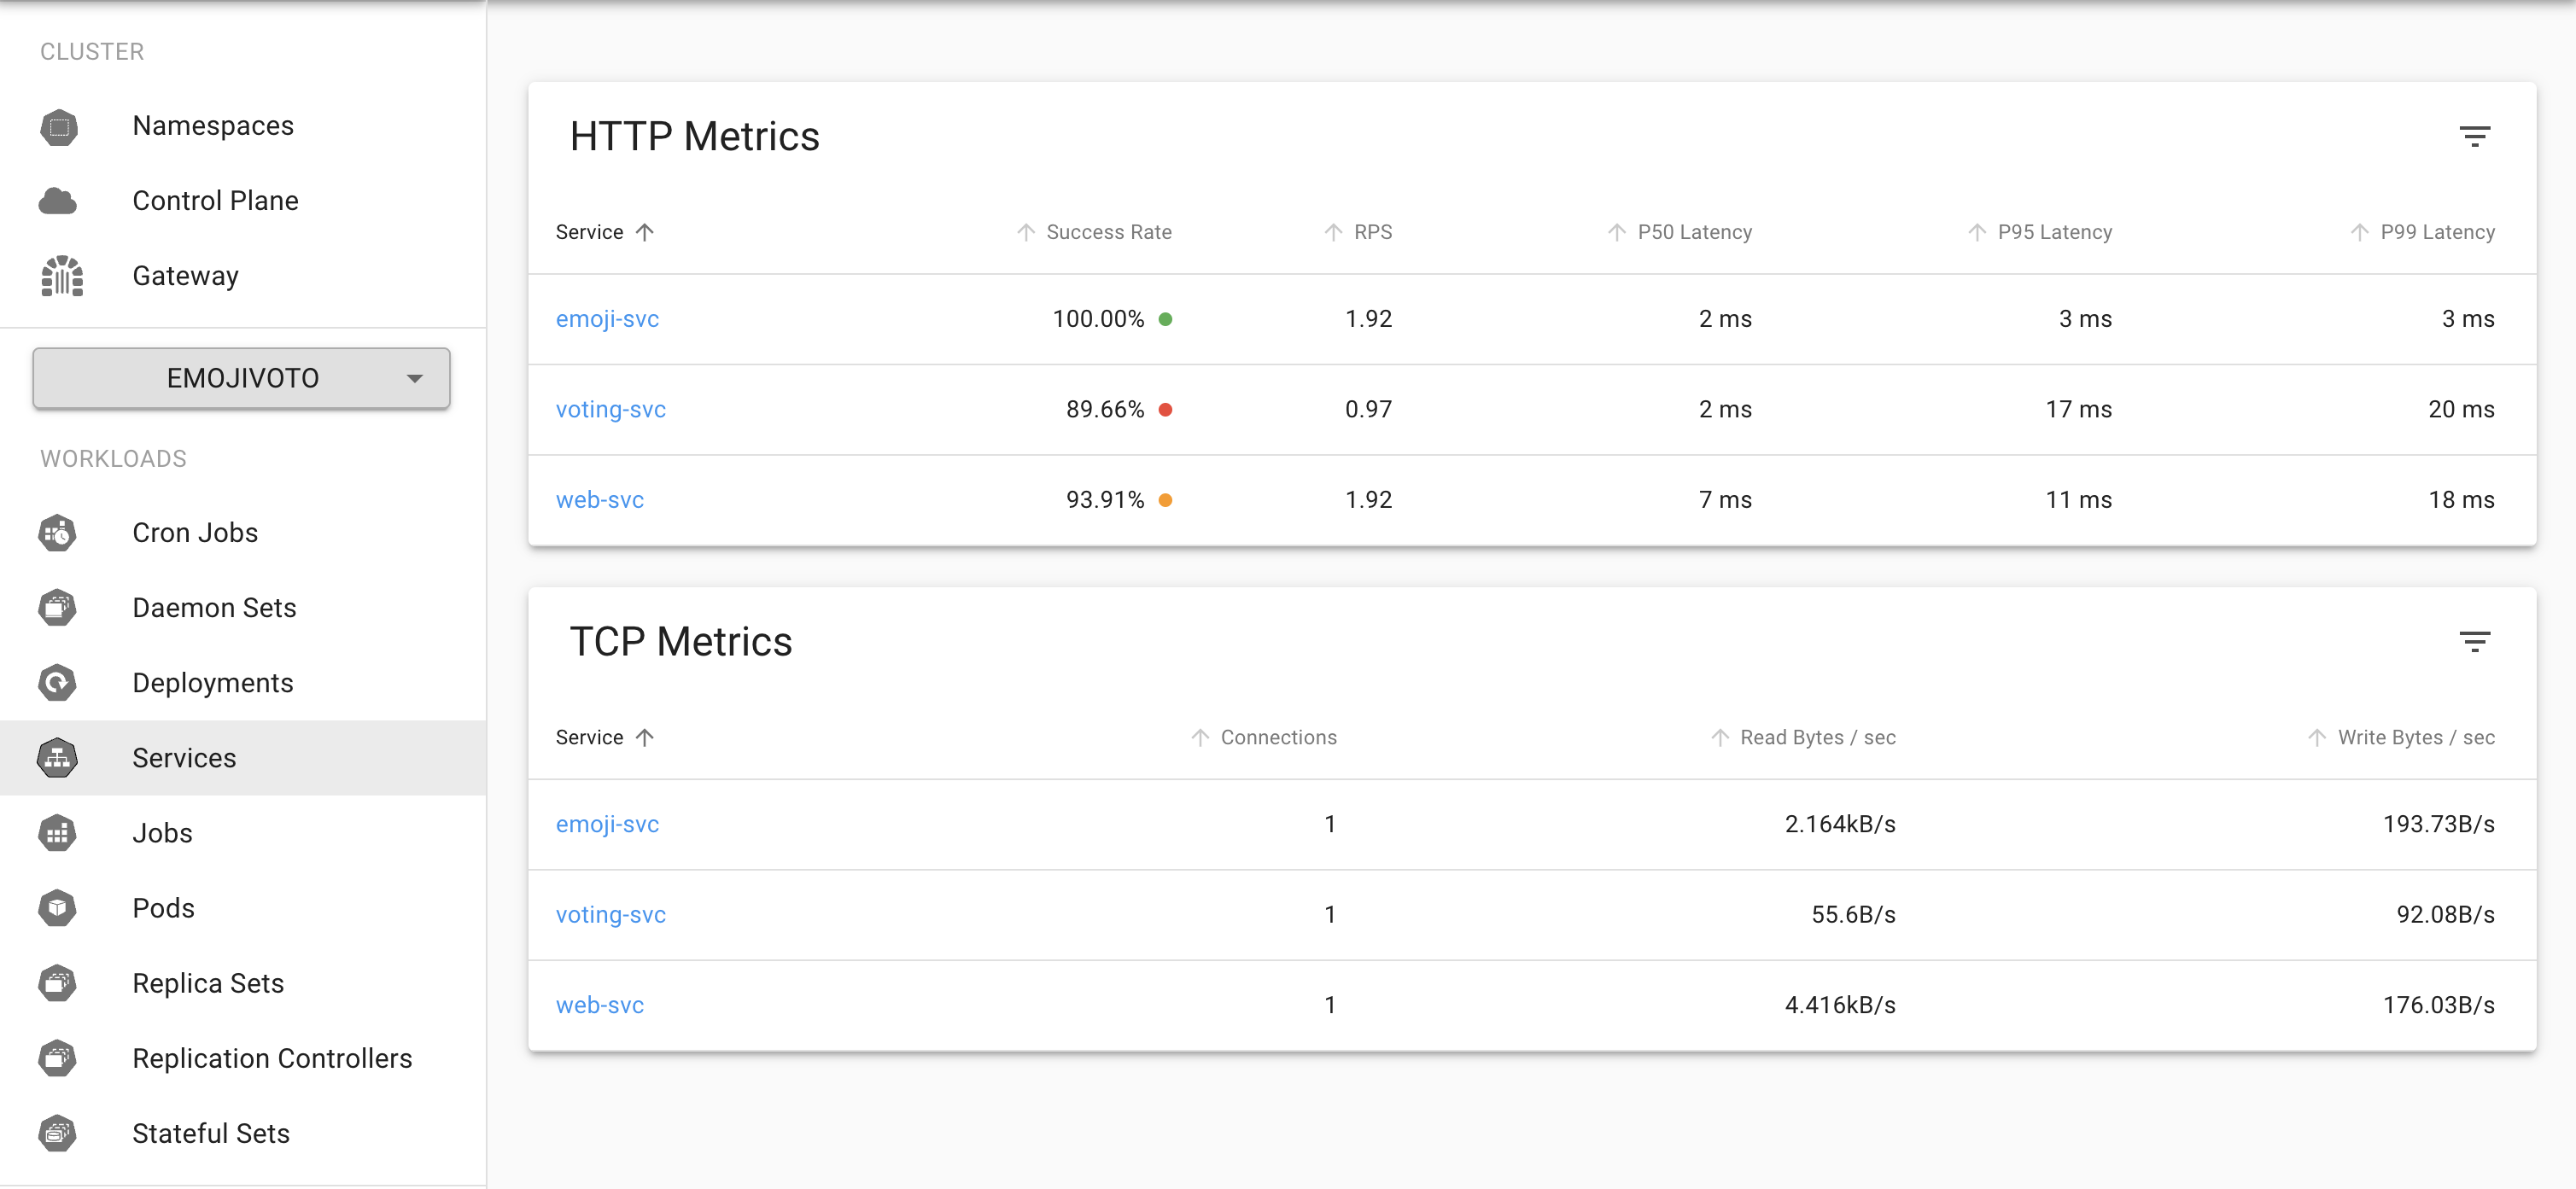 CLUSTER
Namespaces
Control Plane
Gateway
EMOJIVOTO
WORKLOADS
Cron Jobs
Daemon Sets
Deployments
Services
Jobs
Pods
Replica Sets
Replication Controllers
Stateful Sets
HTTP Metrics
Service Success Rate RPS P50 Latency P95 Latency P99 Latency
emoji-svc 100.00% 1.92 2 ms 3 ms 3 ms
voting-svc 89.66% 0.97 2 ms 17 ms 20 ms
web-svc 93.91% 1.92 7 ms 11 ms 18 ms
TCP Metrics
Service Connections Read Bytes / sec Write Bytes / sec
emoji-svc 1 2.164kB/s 193.73B/s
voting-svc 1 55.6B/s 92.08B/s
web-svc 1 4.416kB/s 176.03B/s